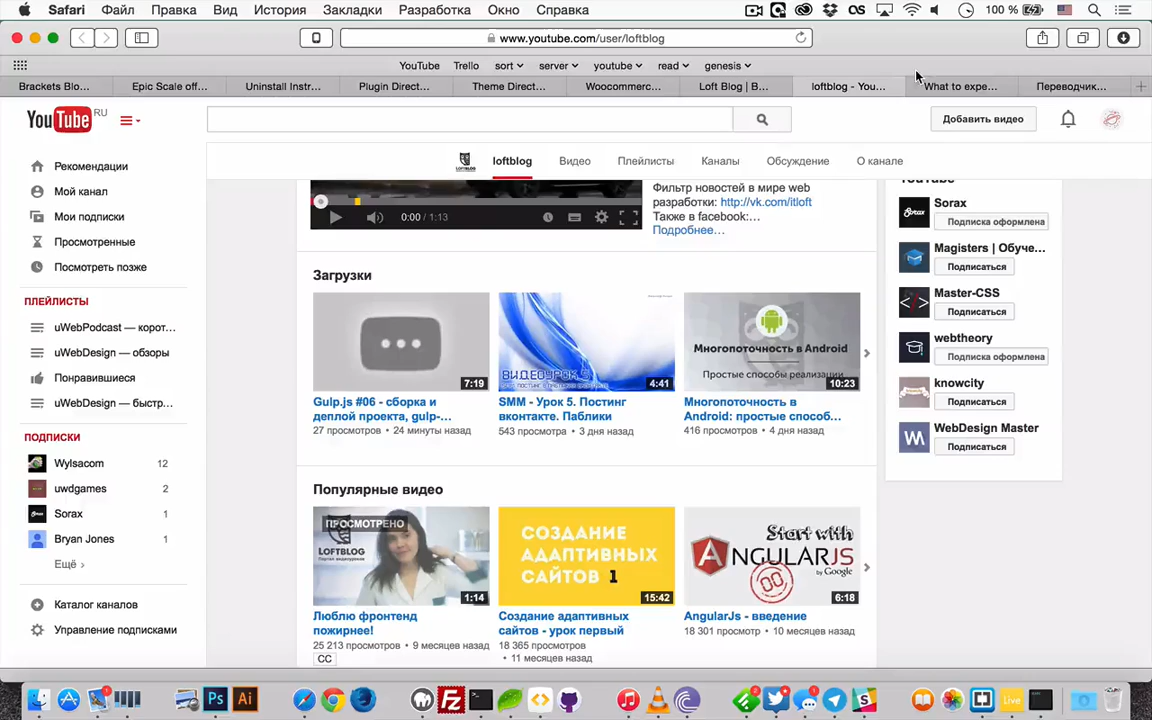 Safari Файл Правка Вид История Закладки Разработка Окно Справка 100 %
www.youtube.com/user/loftblog
YouTube Trello sort server youtube read genesis
Brackets Blo... Epic Scale off... Uninstall Instr... Plugin Direct... Theme Direct... Woocommerc... Loft Blog | B... loftblog - You... What to expe... Переводчик...
YouTube RU Добавить видео
loftblog Видео Плейлисты Каналы Обсуждение О канале
Рекомендации
Мой канал
Мои подписки
Просмотренные
Посмотреть позже
ПЛЕЙЛИСТЫ
uWebPodcast — корот...
uWebDesign — обзоры
Понравившиеся
uWebDesign — быстр...
ПОДПИСКИ
Wylsacom 12
uwdgames 2
Sorax 1
Bryan Jones 1
Ещё ›
Каталог каналов
Управление подписками
0:00 / 1:13
Фильтр новостей в мире web
разработки: http://vk.com/itloft
Также в facebook:...
Подробнее...
Загрузки
7:19
Gulp.js #06 - сборка и
деплой проекта, gulp-...
27 просмотров • 24 минуты назад
ВИДЕОУРОК 5
4:41
SMM - Урок 5. Постинг
вконтакте. Паблики
543 просмотра • 3 дня назад
Многопоточность в Android
Простые способы реализации
10:23
Многопоточность в
Android: простые способ...
416 просмотров • 4 дня назад
Популярные видео
ПРОСМОТРЕНО
LOFTBLOG
1:14
Люблю фронтенд
пожирнее!
25 213 просмотров • 9 месяцев назад
CC
СОЗДАНИЕ
АДАПТИВНЫХ
САЙТОВ 1
15:42
Создание адаптивных
сайтов - урок первый
18 365 просмотров
• 11 месяцев назад
Start with
ANGULARJS
by Google
00
6:18
AngularJs - введение
18 301 просмотр • 10 месяцев назад
Sorax
Подписка оформлена
Magisters | Обуче...
Подписаться
Master-CSS
Подписаться
webtheory
Подписка оформлена
knowcity
Подписаться
WebDesign Master
Подписаться
Ps Ai Fz Live